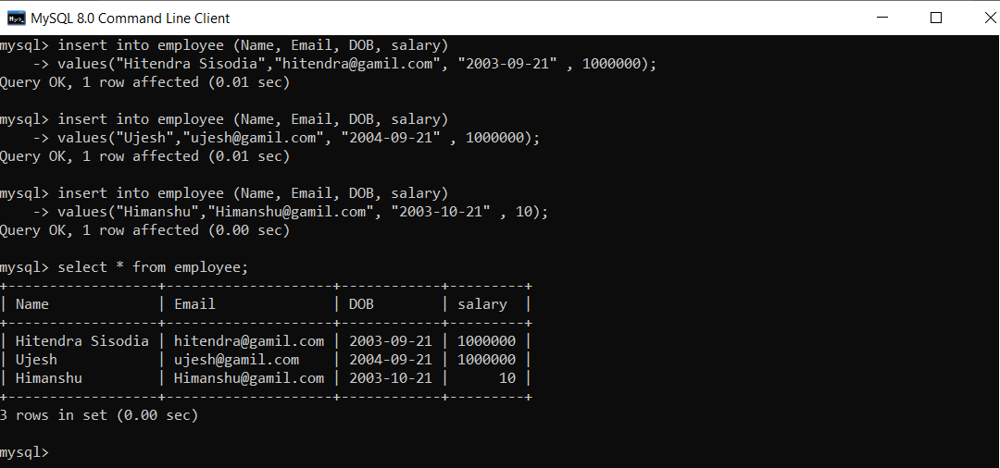 MySQL 8.0 Command Line Client
mysql> insert into employee (Name, Email, DOB, salary)
    -> values("Hitendra Sisodia","hitendra@gamil.com", "2003-09-21" , 1000000);
Query OK, 1 row affected (0.01 sec)

mysql> insert into employee (Name, Email, DOB, salary)
    -> values("Ujesh","ujesh@gamil.com", "2004-09-21" , 1000000);
Query OK, 1 row affected (0.01 sec)

mysql> insert into employee (Name, Email, DOB, salary)
    -> values("Himanshu","Himanshu@gamil.com", "2003-10-21" , 10);
Query OK, 1 row affected (0.00 sec)

mysql> select * from employee;
+------------------+--------------------+------------+---------+
| Name             | Email              | DOB        | salary  |
+------------------+--------------------+------------+---------+
| Hitendra Sisodia | hitendra@gamil.com | 2003-09-21 | 1000000 |
| Ujesh            | ujesh@gamil.com    | 2004-09-21 | 1000000 |
| Himanshu         | Himanshu@gamil.com | 2003-10-21 |      10 |
+------------------+--------------------+------------+---------+
3 rows in set (0.00 sec)

mysql>